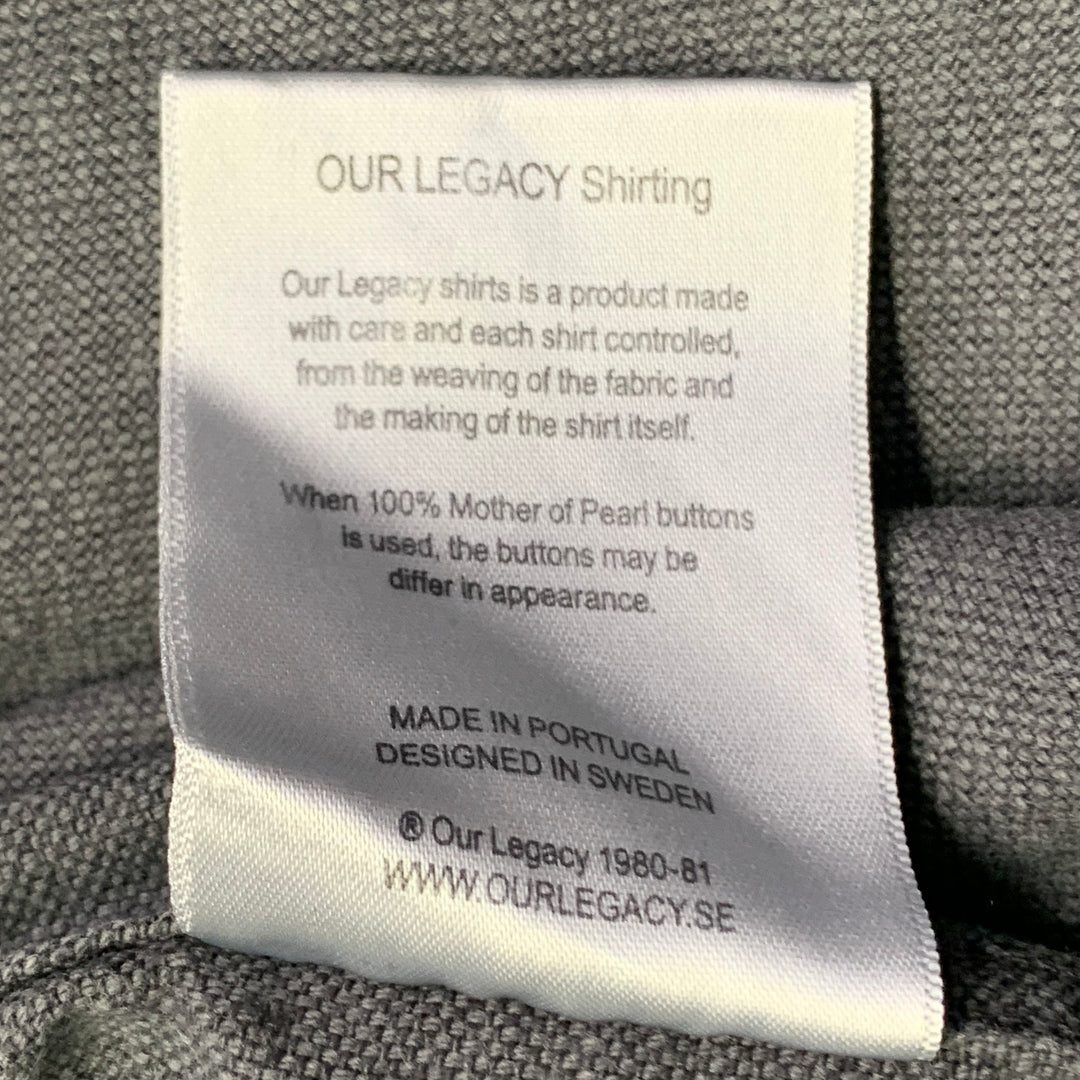 OUR LEGACY Shirting
Our Legacy shirts is a product made
with care and each shirt controlled,
from the weaving of the fabric and
the making of the shirt itself.
When 100% Mother of Pearl buttons
is used, the buttons may be
differ in appearance.
MADE IN PORTUGAL
DESIGNED IN SWEDEN
® Our Legacy 1980-81
WWW.OURLEGACY.SE